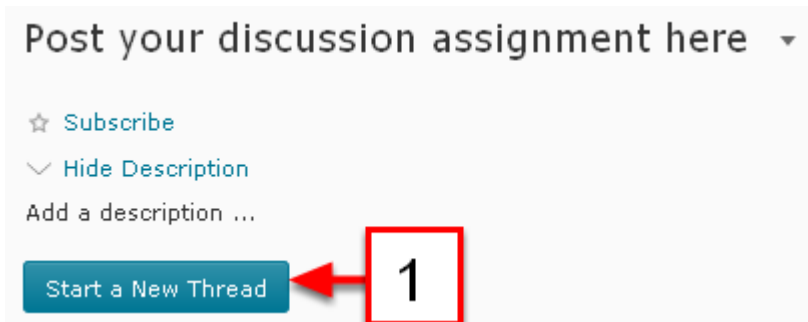 Post your discussion assignment here
Subscribe
Hide Description
Add a description ...
Start a New Thread
1